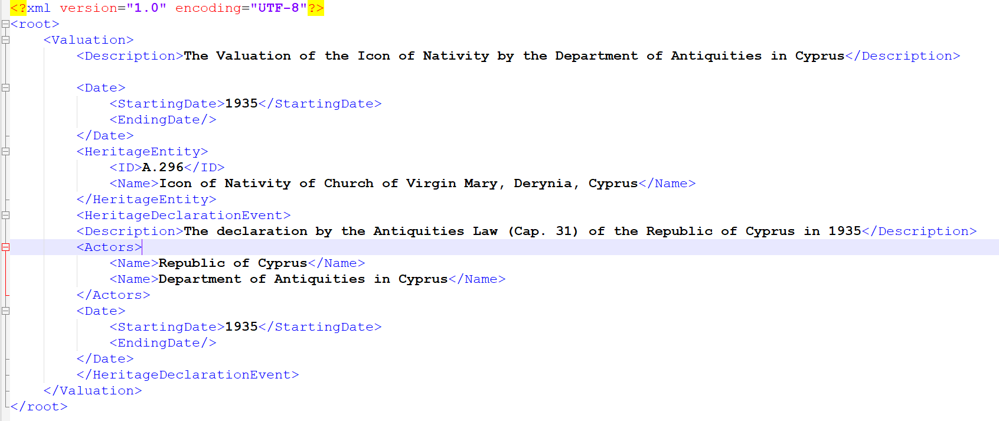 <?xml version="1.0" encoding="UTF-8"?>
<root>
<Valuation>
<Description>The Valuation of the Icon of Nativity by the Department of Antiquities in Cyprus</Description>
<Date>
<StartingDate>1935</StartingDate>
<EndingDate/>
</Date>
<HeritageEntity>
<ID>A.296</ID>
<Name>Icon of Nativity of Church of Virgin Mary, Derynia, Cyprus</Name>
</HeritageEntity>
<HeritageDeclarationEvent>
<Description>The declaration by the Antiquities Law (Cap. 31) of the Republic of Cyprus in 1935</Description>
<Actors>
<Name>Republic of Cyprus</Name>
<Name>Department of Antiquities in Cyprus</Name>
</Actors>
<Date>
<StartingDate>1935</StartingDate>
<EndingDate/>
</Date>
</HeritageDeclarationEvent>
</Valuation>
</root>